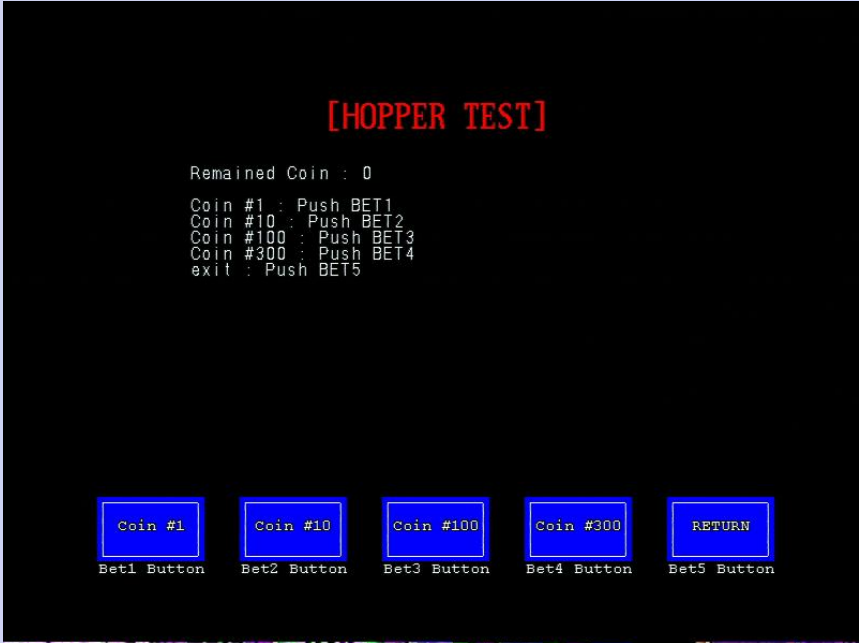 [HOPPER TEST]
Remained Coin : 0
Coin #1 : Push BET1
Coin #10 : Push BET2
Coin #100 : Push BET3
Coin #300 : Push BET4
exit : Push BET5
Coin #1 Coin #10 Coin #100 Coin #300 RETURN
Bet1 Button Bet2 Button Bet3 Button Bet4 Button Bet5 Button